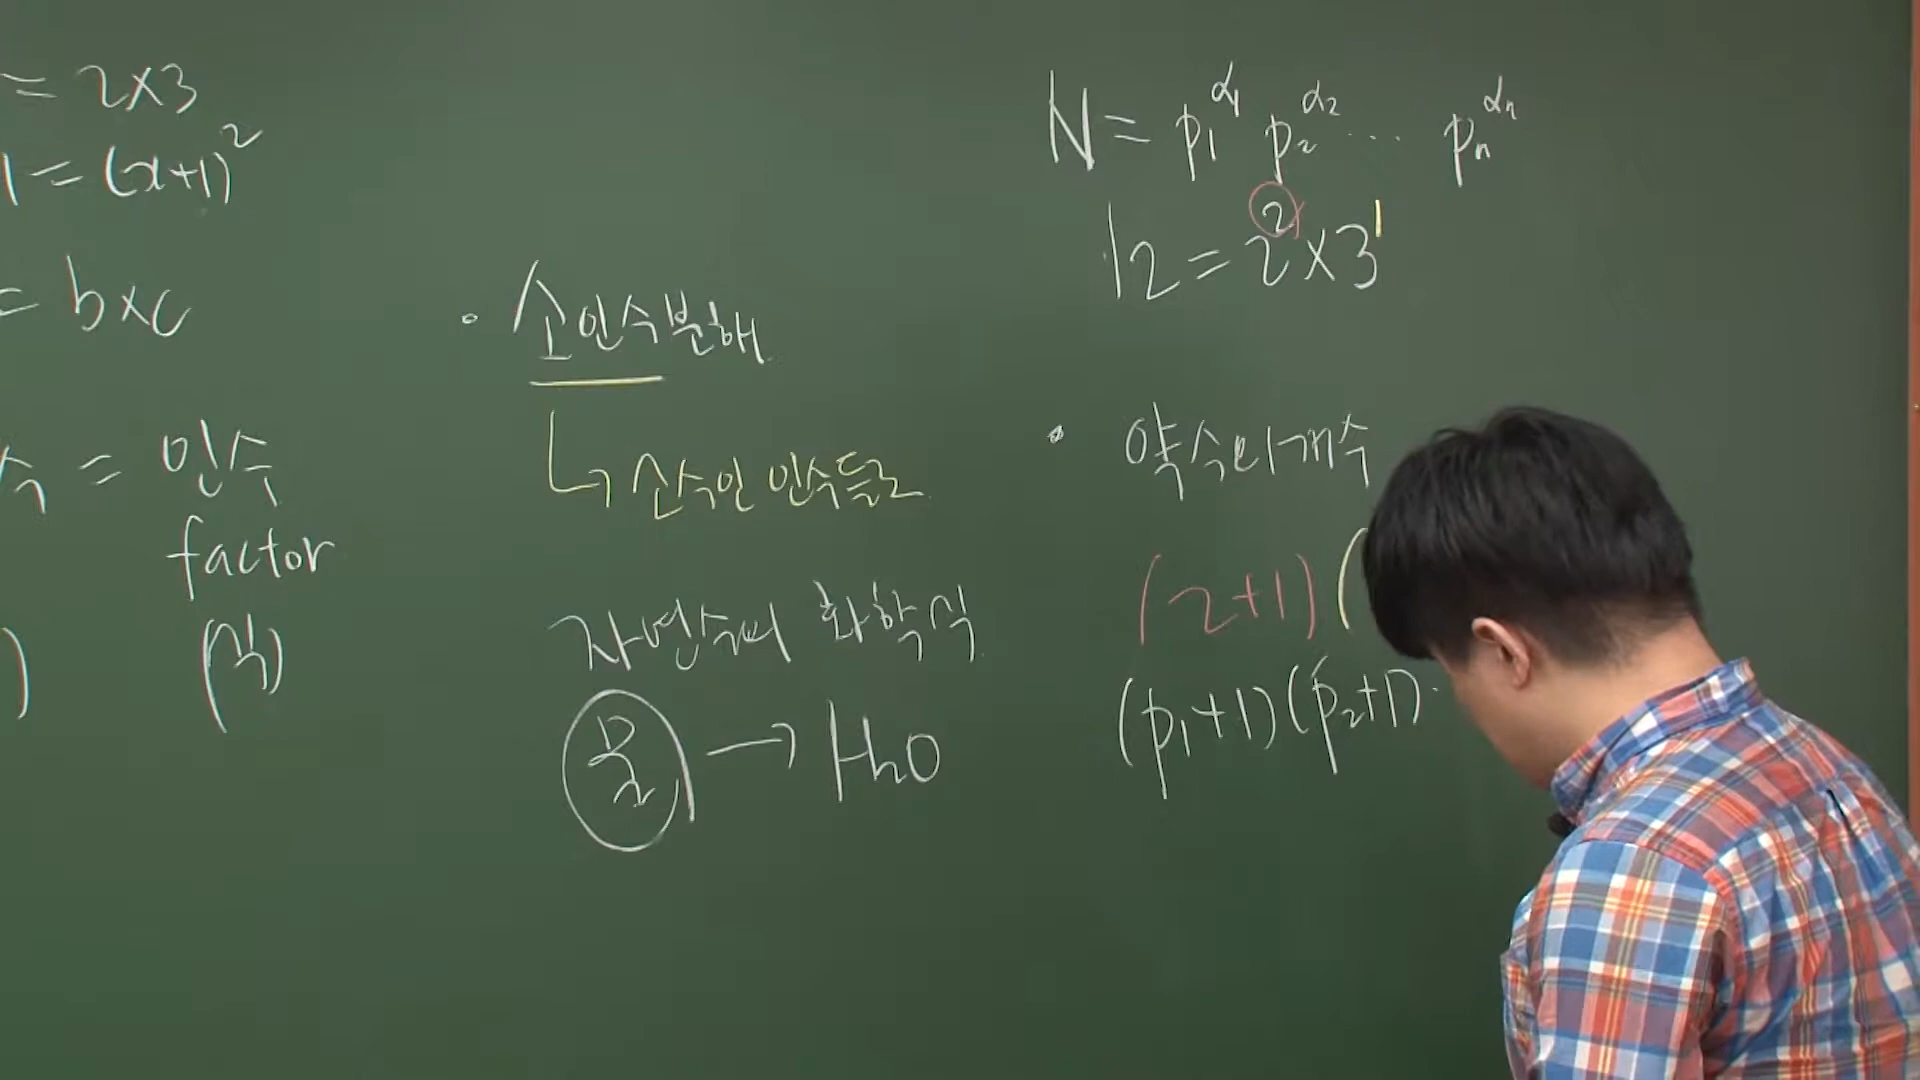 = 2×3
1 = (x+1)²
= b×c
수 = 인수
factor
(식)
• 소인수분해
↳ 소수인 인수들로
자연수의 화학식
물 → H₂O
N = p₁^α₁ p₂^α₂ ⋯ pₙ^αₙ
12 = 2²×3¹
• 약수의 개수
(2+1)(
(p₁+1)(p₂+1)⋅